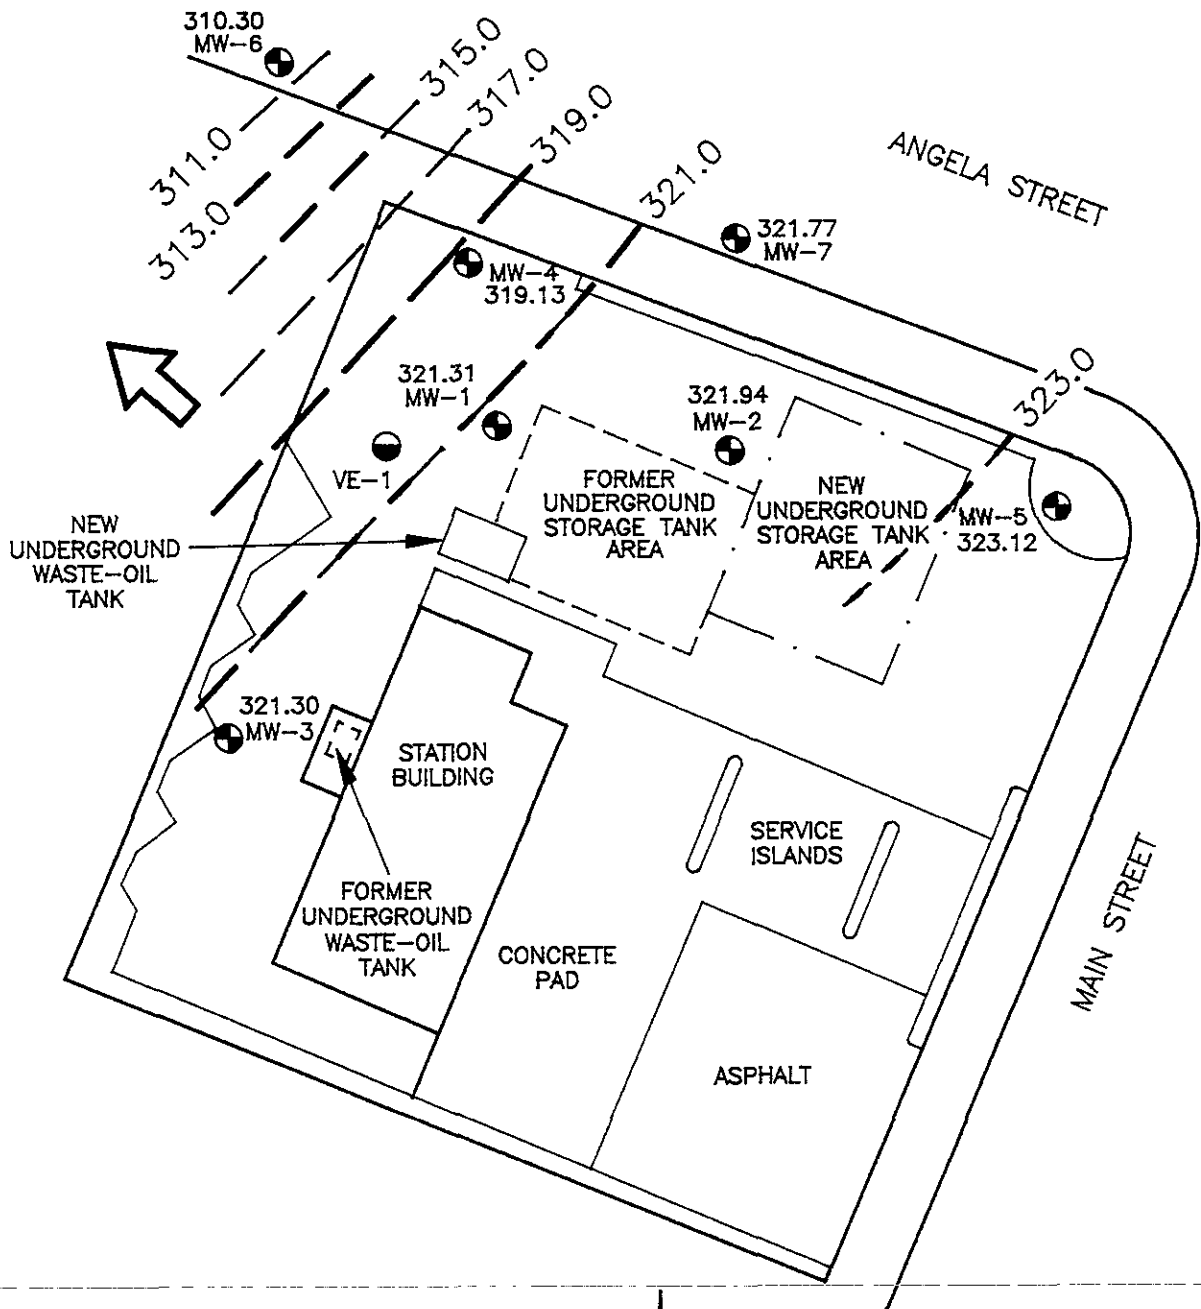 310.30
MW-6
315.0
317.0
319.0
321.0
311.0
313.0
ANGELA STREET
321.77
MW-7
MW-4
319.13
323.0
321.31
MW-1
321.94
MW-2
VE-1
FORMER
UNDERGROUND
STORAGE TANK
AREA
NEW
UNDERGROUND
STORAGE TANK
AREA
MW-5
323.12
NEW
UNDERGROUND
WASTE-OIL
TANK
321.30
MW-3
STATION
BUILDING
SERVICE
ISLANDS
FORMER
UNDERGROUND
WASTE-OIL
TANK
CONCRETE
PAD
MAIN STREET
ASPHALT